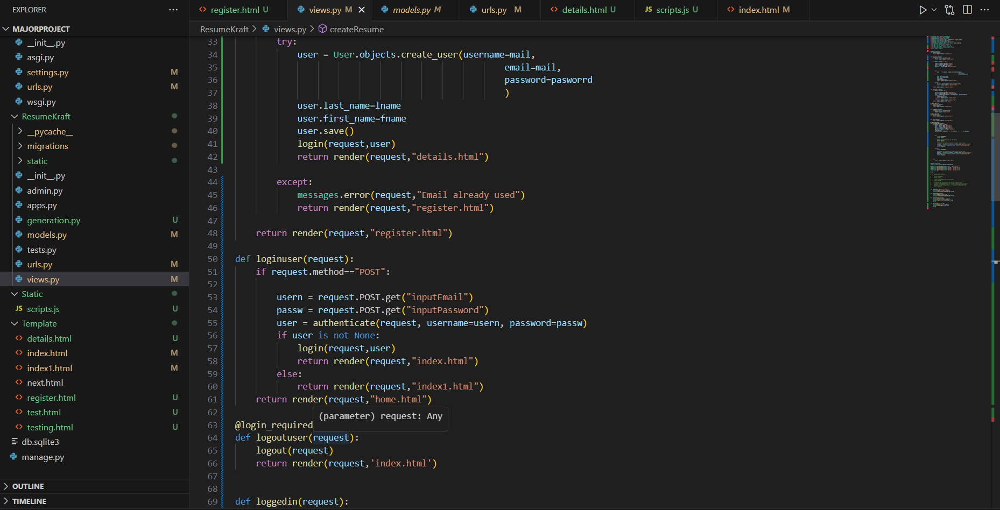 EXPLORER
MAJORPROJECT
__init__.py
asgi.py
settings.py M
urls.py M
wsgi.py
ResumeKraft
__pycache__
migrations
static
__init__.py
admin.py
apps.py
generation.py U
models.py M
tests.py
urls.py M
views.py M
Static
JS scripts.js U
Template
details.html U
index.html M
index1.html M
next.html
register.html U
test.html U
testing.html U
db.sqlite3
manage.py
OUTLINE
TIMELINE
register.html U
views.py M
models.py M
urls.py M
details.html U
JS scripts.js U
index.html M
ResumeKraft > views.py > createResume
33 try:
34 user = User.objects.create_user(username=mail,
35 email=mail,
36 password=pasworrd
37 )
38 user.last_name=lname
39 user.first_name=fname
40 user.save()
41 login(request,user)
42 return render(request,"details.html")
43
44 except:
45 messages.error(request,"Email already used")
46 return render(request,"register.html")
47
48 return render(request,"register.html")
49
50 def loginuser(request):
51 if request.method=="POST":
52
53 usern = request.POST.get("inputEmail")
54 passw = request.POST.get("inputPassword")
55 user = authenticate(request, username=usern, password=passw)
56 if user is not None:
57 login(request,user)
58 return render(request,"index.html")
59 else:
60 return render(request,"index1.html")
61 return render(request,"home.html")
62
(parameter) request: Any
63 @login_required
64 def logoutuser(request):
65 logout(request)
66 return render(request,'index.html')
67
68
69 def loggedin(request):